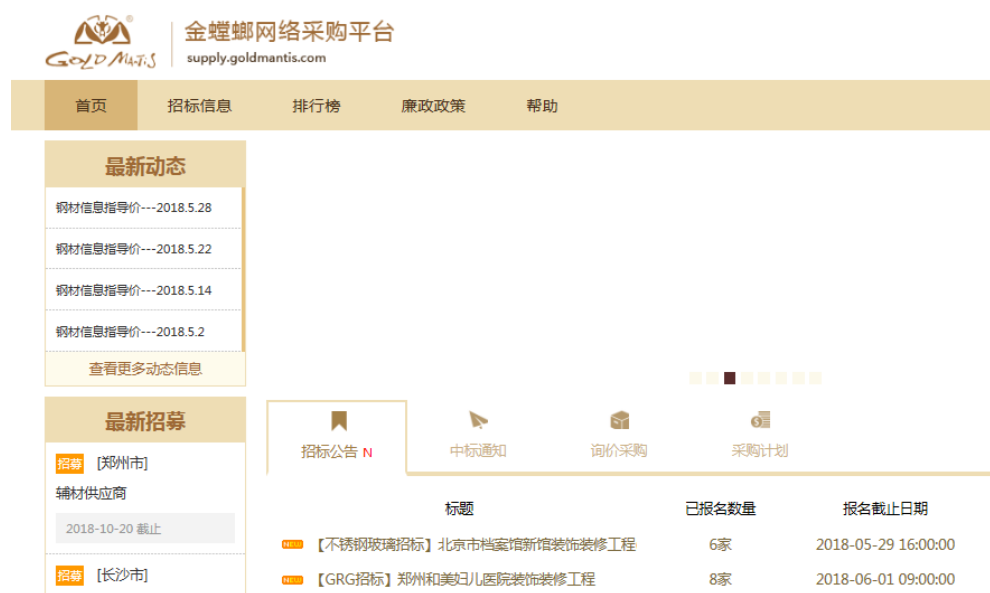 金螳螂网络采购平台
GOLD MANTIS
supply.goldmantis.com
首页 招标信息 排行榜 廉政政策 帮助
最新动态
钢材信息指导价---2018.5.28
钢材信息指导价---2018.5.22
钢材信息指导价---2018.5.14
钢材信息指导价---2018.5.2
查看更多动态信息
最新招募
招募 [郑州市]
辅材供应商
2018-10-20 截止
招募 [长沙市]
招标公告 N 中标通知 询价采购 采购计划
标题 已报名数量 报名截止日期
NEW 【不锈钢玻璃招标】北京市档案馆新馆装饰装修工程 6家 2018-05-29 16:00:00
NEW 【GRG招标】郑州和美妇儿医院装饰装修工程 8家 2018-06-01 09:00:00